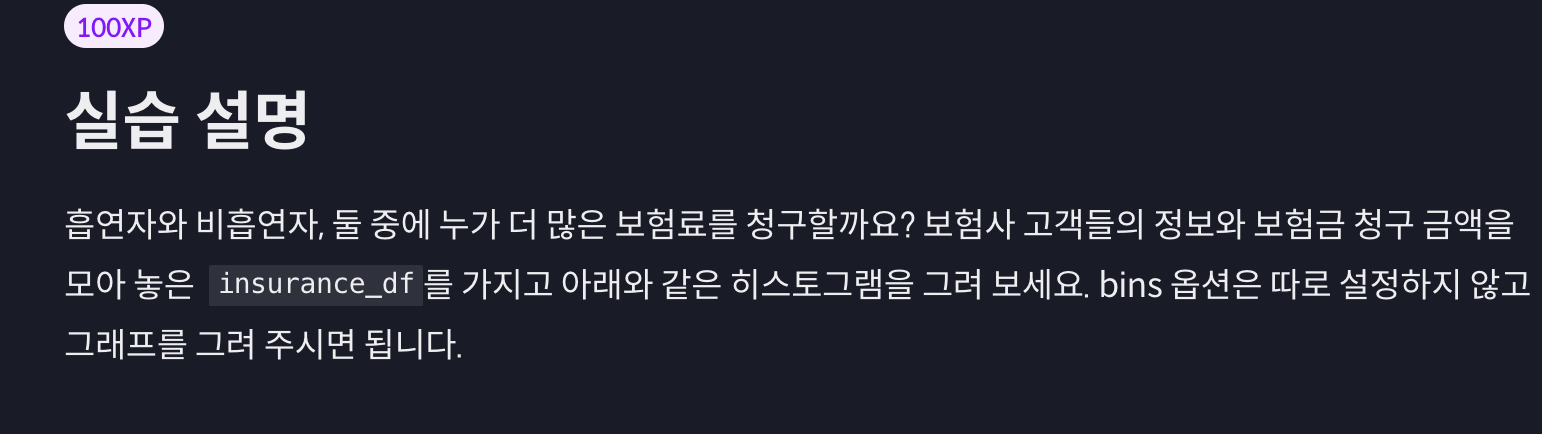 100XP
실습 설명
흡연자와 비흡연자, 둘 중에 누가 더 많은 보험료를 청구할까요? 보험사 고객들의 정보와 보험금 청구 금액을
모아 놓은 insurance_df를 가지고 아래와 같은 히스토그램을 그려 보세요. bins 옵션은 따로 설정하지 않고
그래프를 그려 주시면 됩니다.